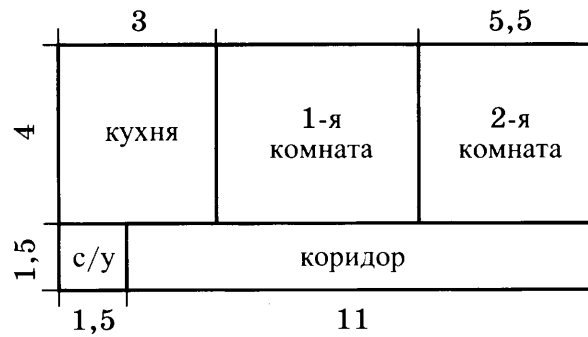 3
5,5
4
кухня
1-я
комната
2-я
комната
1,5
с/у
коридор
1,5
11